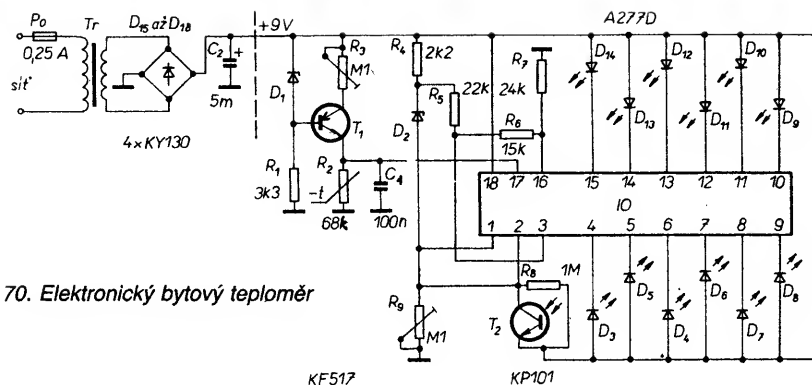 Po
0,25 A
Tr
D15 až D18
+9V
C2
+
5m
síť
4×KY130
D1
R1
3k3
R3
M1
T1
R2
-t
68k
C4
100n
R4
2k2
R5
22k
D2
R7
24k
R6
15k
A277D
D14
D13
D12
D11
D10
D9
18
17
16
15
14
13
12
11
10
IO
1
2
3
4
5
6
7
8
9
R8
1M
R9
M1
T2
D3
D5
D4
D6
D7
D8
70. Elektronický bytový teploměr
KF517
KP101